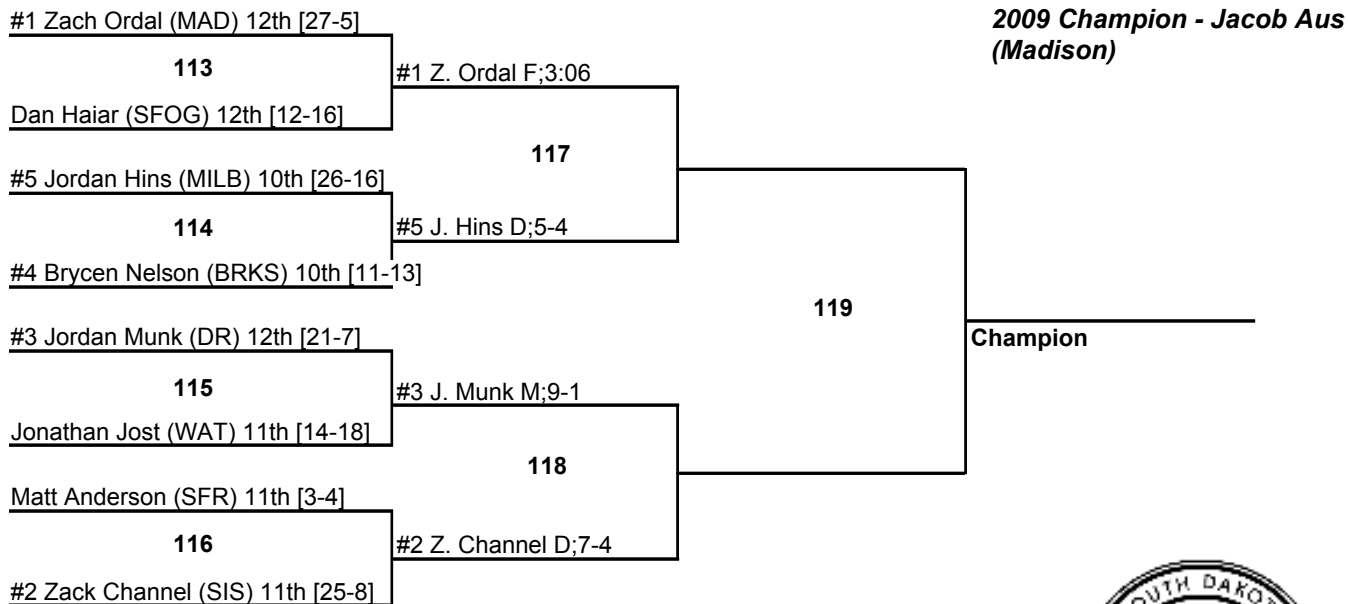 #1 Zach Ordal (MAD) 12th [27-5]
2009 Champion - Jacob Aus
(Madison)
113
#1 Z. Ordal F;3:06
Dan Haiar (SFOG) 12th [12-16]
117
#5 Jordan Hins (MILB) 10th [26-16]
114
#5 J. Hins D;5-4
#4 Brycen Nelson (BRKS) 10th [11-13]
119
#3 Jordan Munk (DR) 12th [21-7]
Champion
115
#3 J. Munk M;9-1
Jonathan Jost (WAT) 11th [14-18]
118
Matt Anderson (SFR) 11th [3-4]
116
#2 Z. Channel D;7-4
#2 Zack Channel (SIS) 11th [25-8]
OUTH DAKO